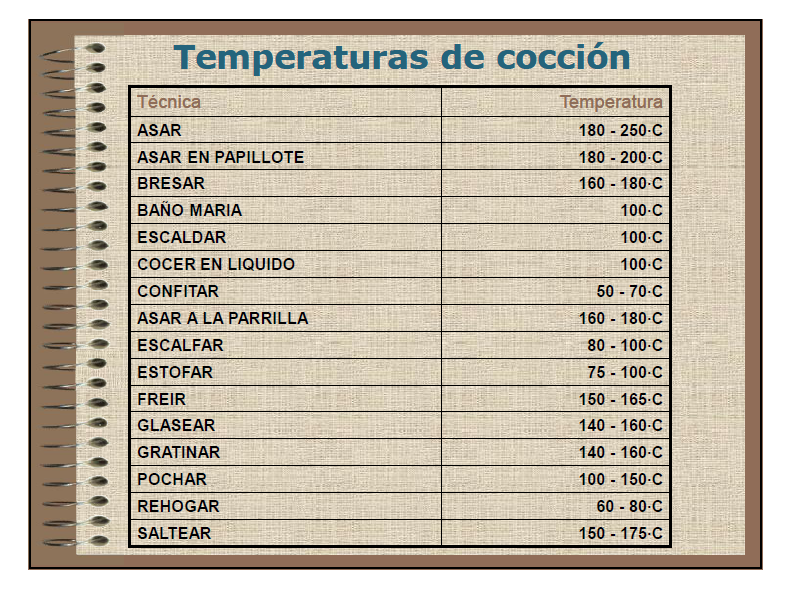 Temperaturas de cocción
Técnica Temperatura
ASAR 180 - 250·C
ASAR EN PAPILLOTE 180 - 200·C
BRESAR 160 - 180·C
BAÑO MARIA 100·C
ESCALDAR 100·C
COCER EN LIQUIDO 100·C
CONFITAR 50 - 70·C
ASAR A LA PARRILLA 160 - 180·C
ESCALFAR 80 - 100·C
ESTOFAR 75 - 100·C
FREIR 150 - 165·C
GLASEAR 140 - 160·C
GRATINAR 140 - 160·C
POCHAR 100 - 150·C
REHOGAR 60 - 80·C
SALTEAR 150 - 175·C